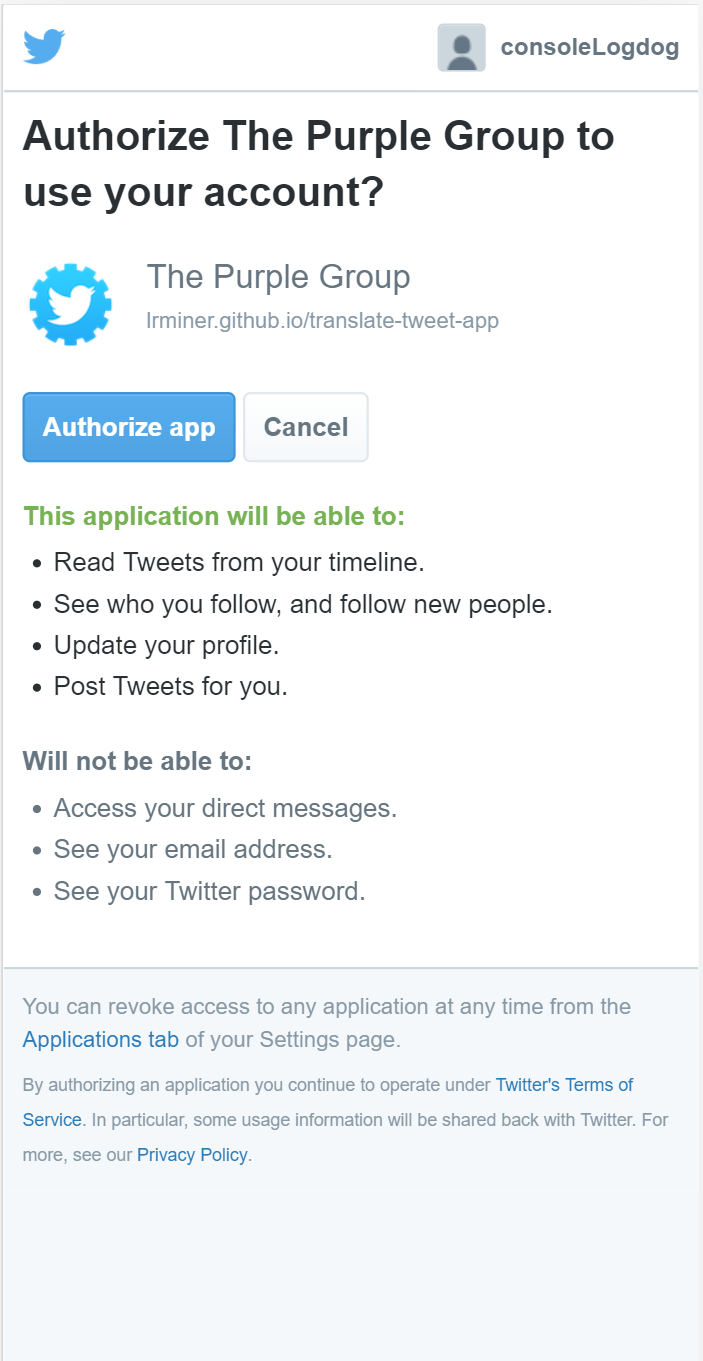 consoleLogdog
Authorize The Purple Group to
use your account?
The Purple Group
lrminer.github.io/translate-tweet-app
Authorize app
Cancel
This application will be able to:
• Read Tweets from your timeline.
• See who you follow, and follow new people.
• Update your profile.
• Post Tweets for you.
Will not be able to:
• Access your direct messages.
• See your email address.
• See your Twitter password.
You can revoke access to any application at any time from the
Applications tab of your Settings page.
By authorizing an application you continue to operate under Twitter's Terms of
Service. In particular, some usage information will be shared back with Twitter. For
more, see our Privacy Policy.